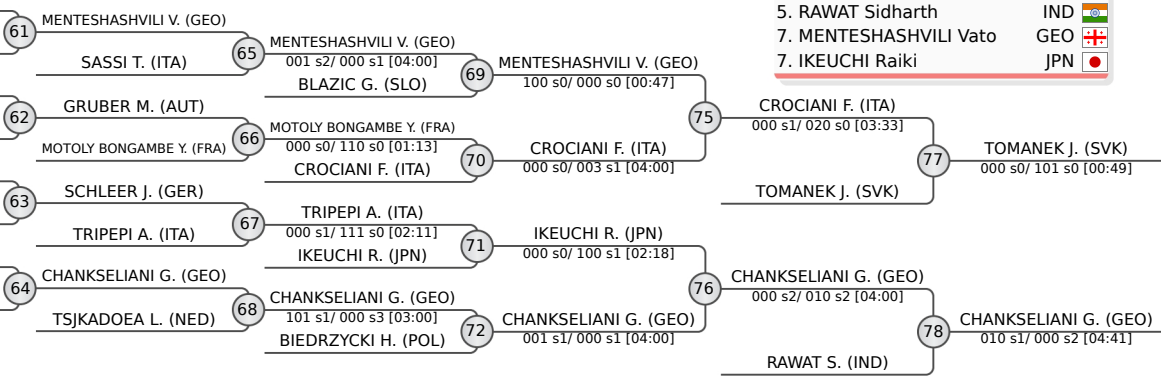 5. RAWAT Sidharth IND
7. MENTESHASHVILI Vato GEO
7. IKEUCHI Raiki JPN
61
MENTESHASHVILI V. (GEO)
SASSI T. (ITA)
62
GRUBER M. (AUT)
MOTOLY BONGAMBE Y. (FRA)
63
SCHLEER J. (GER)
TRIPEPI A. (ITA)
64
CHANKSELIANI G. (GEO)
TSJKADOEA L. (NED)
65
MENTESHASHVILI V. (GEO)
001 s2/ 000 s1 [04:00]
BLAZIC G. (SLO)
66
MOTOLY BONGAMBE Y. (FRA)
000 s0/ 110 s0 [01:13]
CROCIANI F. (ITA)
67
TRIPEPI A. (ITA)
000 s1/ 111 s0 [02:11]
IKEUCHI R. (JPN)
68
CHANKSELIANI G. (GEO)
101 s1/ 000 s3 [03:00]
BIEDRZYCKI H. (POL)
69
MENTESHASHVILI V. (GEO)
100 s0/ 000 s0 [00:47]
70
CROCIANI F. (ITA)
000 s0/ 003 s1 [04:00]
71
IKEUCHI R. (JPN)
000 s0/ 100 s1 [02:18]
72
CHANKSELIANI G. (GEO)
001 s1/ 000 s1 [04:00]
75
CROCIANI F. (ITA)
000 s1/ 020 s0 [03:33]
TOMANEK J. (SVK)
76
CHANKSELIANI G. (GEO)
000 s2/ 010 s2 [04:00]
RAWAT S. (IND)
77
TOMANEK J. (SVK)
000 s0/ 101 s0 [00:49]
78
CHANKSELIANI G. (GEO)
010 s1/ 000 s2 [04:41]